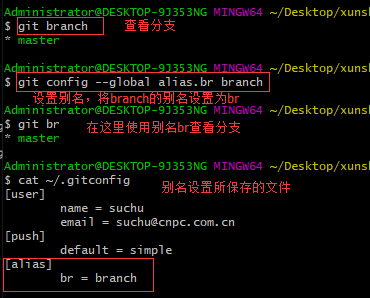 Administrator@DESKTOP-9J353NG MINGW64 ~/Desktop/xunsh
$ git branch 查看分支
* master
Administrator@DESKTOP-9J353NG MINGW64 ~/Desktop/xunsh
$ git config --global alias.br branch
设置别名，将branch的别名设置为br
Administrator@DESKTOP-9J353NG MINGW64 ~/Desktop/xunsh
$ git br 在这里使用别名br查看分支
* master
Administrator@DESKTOP-9J353NG MINGW64 ~/Desktop/xunsh
$ cat ~/.gitconfig 别名设置所保存的文件
[user]
name = suchu
email = suchu@cnpc.com.cn
[push]
default = simple
[alias]
br = branch